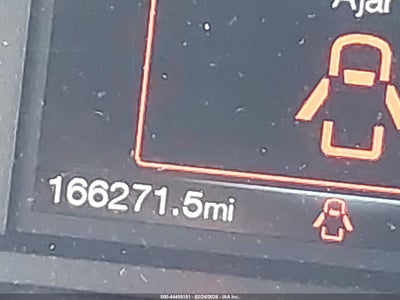 Ajar
166271.5mi
000-44455151 - 02/24/2026 - IAA Inc.